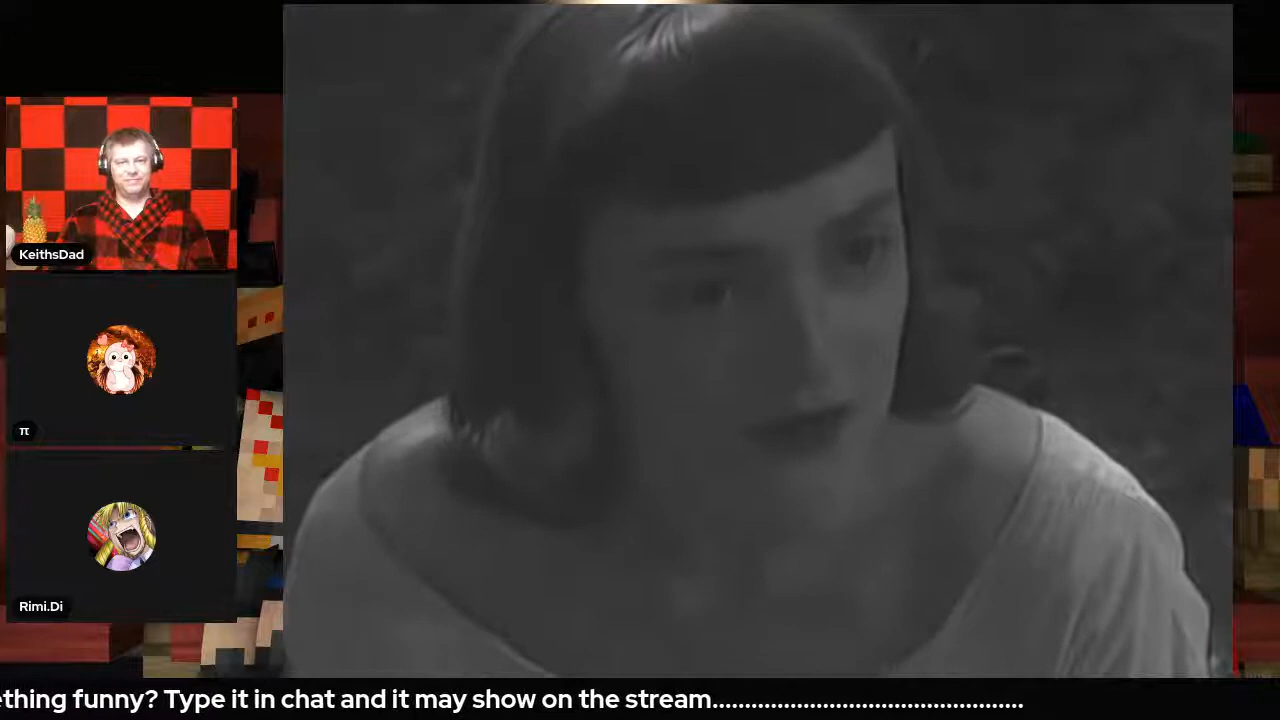 KeithsDad
π
Rimi.Di
ething funny? Type it in chat and it may show on the stream................................................